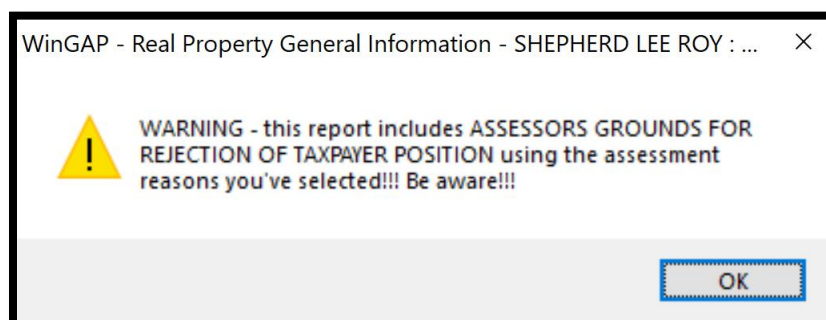 WinGAP - Real Property General Information - SHEPHERD LEE ROY : ...
WARNING - this report includes ASSESSORS GROUNDS FOR
REJECTION OF TAXPAYER POSITION using the assessment
reasons you've selected!!! Be aware!!!
OK